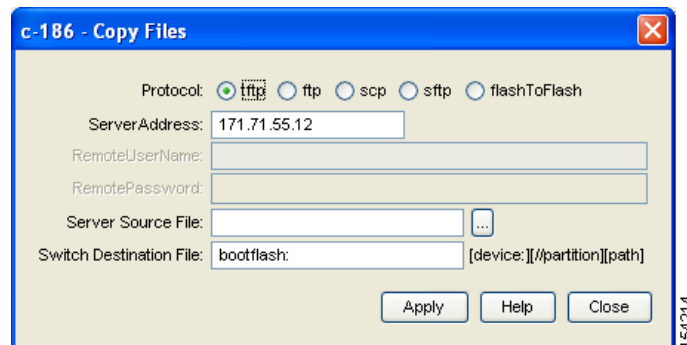 c-186 - Copy Files
Protocol: tftp ftp scp sftp flashToFlash
ServerAddress: 171.71.55.12
RemoteUserName:
RemotePassword:
Server Source File: ...
Switch Destination File: bootflash: [device:][//partition][path]
Apply Help Close
154214